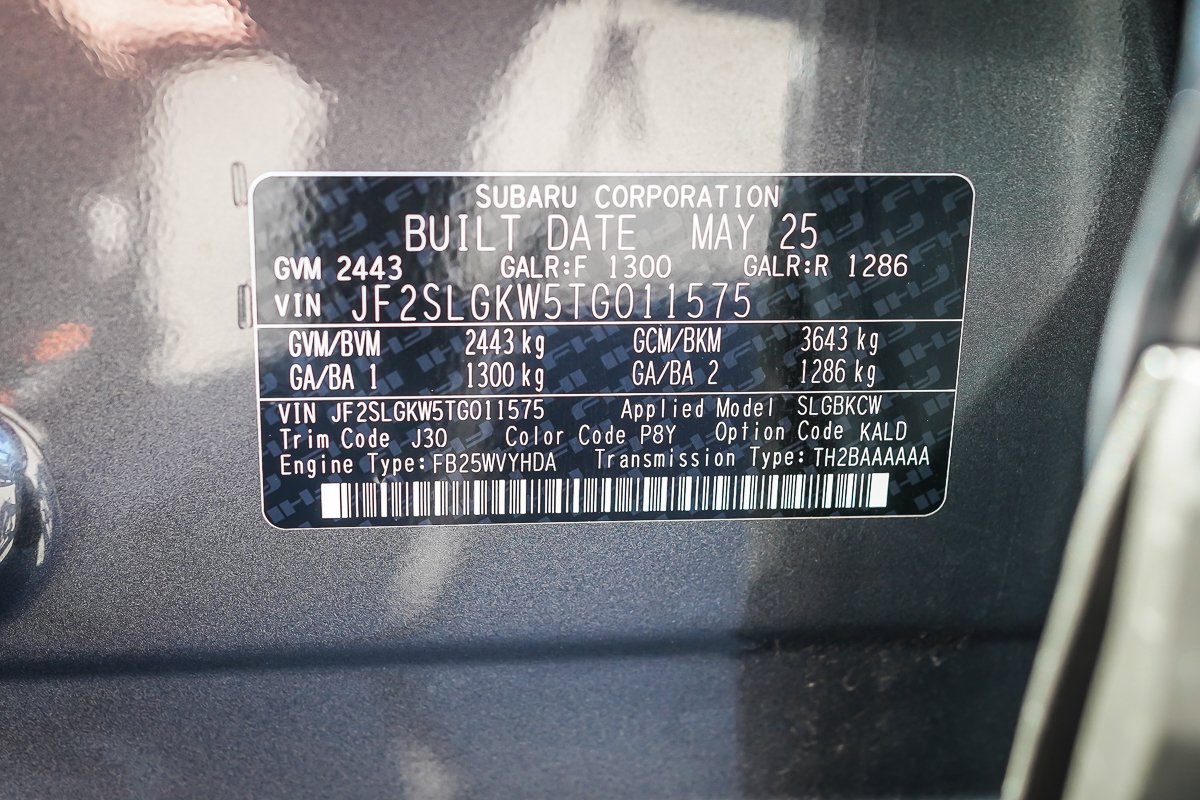 SUBARU CORPORATION
BUILT DATE MAY 25
GVM 2443 GALR:F 1300 GALR:R 1286
VIN JF2SLGKW5TG011575
GVM/BVM 2443 kg GCM/BKM 3643 kg
GA/BA 1 1300 kg GA/BA 2 1286 kg
VIN JF2SLGKW5TG011575 Applied Model SLGBKCW
Trim Code J30 Color Code P8Y Option Code KALD
Engine Type: FB25WVYHDA Transmission Type: TH2BAAAAAA